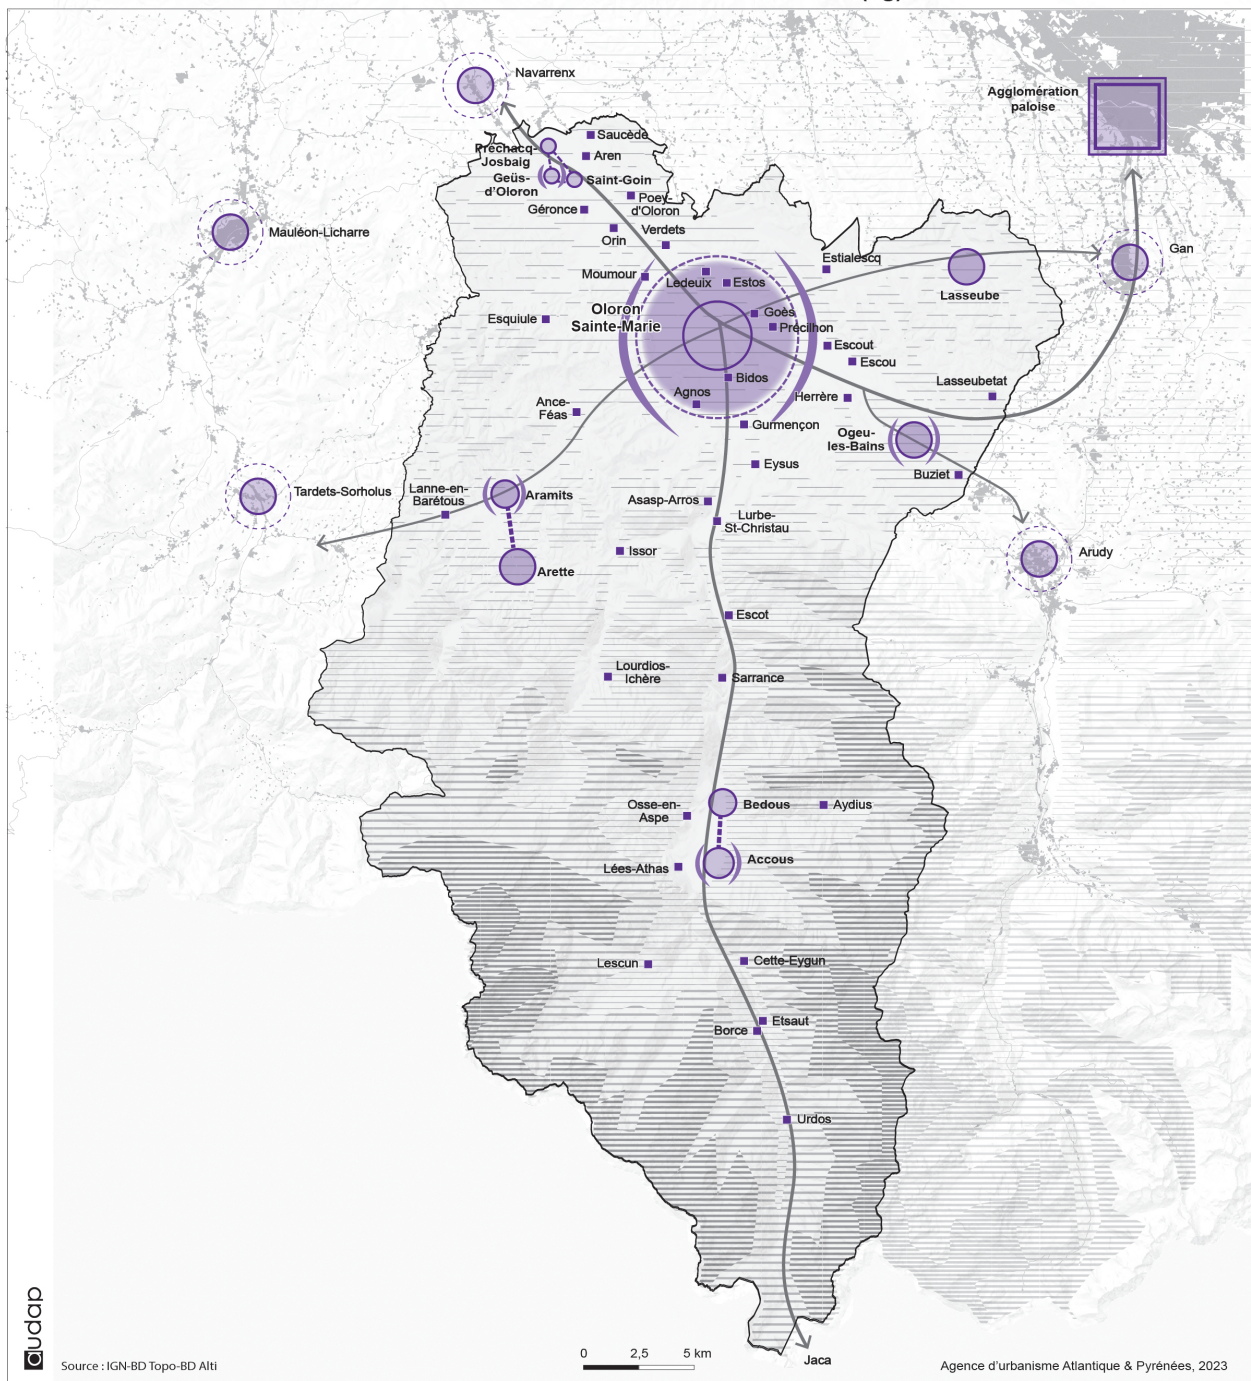 Navarrenx
Agglomération
paloise
Saucède
Préchacq-
Josbaig
Aren
Geüs-
d'Oloron
Saint-Goin
Poey-
d'Oloron
Géronce
Mauléon-Licharre
Orin
Verdets
Gan
Estialescq
Moumour
Ledeuix
Estos
Lasseube
Oloron
Sainte-Marie
Goès
Esquiule
Précilhon
Escout
Escou
Bidos
Lasseubetat
Agnos
Herrère
Ance-
Féas
Gurmençon
Ogeu-
les-Bains
Eysus
Buziet
Tardets-Sorholus
Lanne-en-
Barétous
Aramits
Asasp-Arros
Lurbe-
St-Christau
Issor
Arudy
Arette
Escot
Lourdios-
Ichère
Sarrance
Osse-en-
Aspe
Bedous
Aydius
Accous
Lées-Athas
Lescun
Cette-Eygun
Etsaut
Borce
Urdos
audap
0 2,5 5 km
Jaca
Source : IGN-BD Topo-BD Alti
Agence d'urbanisme Atlantique & Pyrénées, 2023